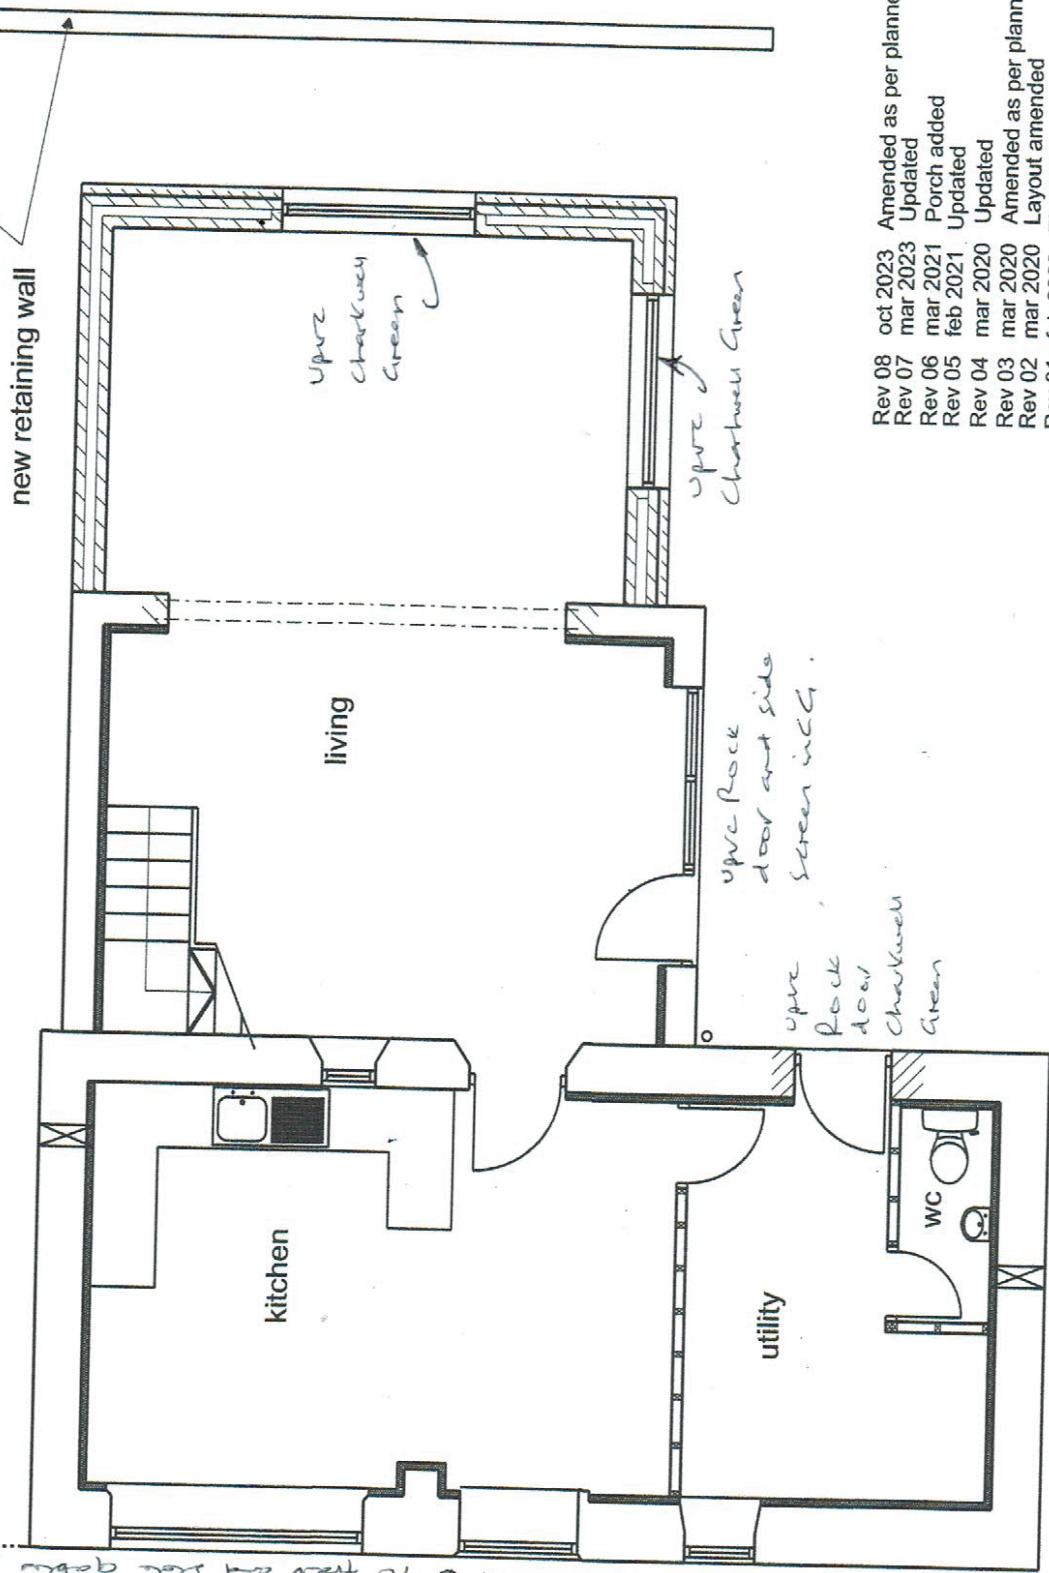 new retaining wall
upvc
Chartwell
Green
upvc
Chartwell Green
living
upvc Rock
door and side
screen in C.G.
upvc
Rock
door
Chartwell
Green
kitchen
utility
WC
Rev 08 oct 2023 Amended as per
Rev 07 mar 2023 Updated
Rev 06 mar 2021 Porch added
Rev 05 feb 2021 Updated
Rev 04 mar 2020 Updated
Rev 03 mar 2020 Amended as per
Rev 02 mar 2020 Layout amended